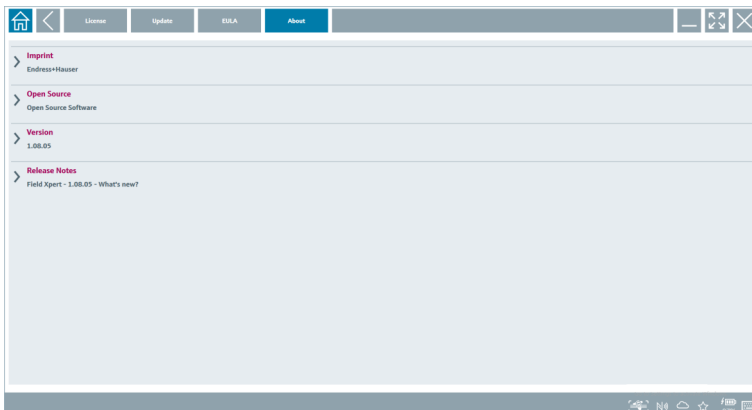 License Update EULA About
Imprint
Endress+Hauser
Open Source
Open Source Software
Version
1.08.05
Release Notes
Field Xpert - 1.08.05 - What's new?